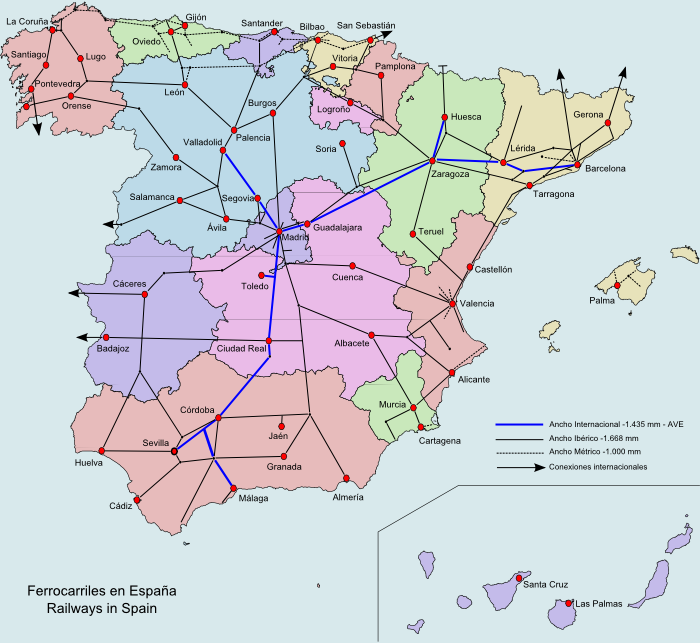 Gijón
La Coruña
Santander
Bilbao
San Sebastián
Oviedo
Santiago
Lugo
Vitoria
Pamplona
Pontevedra
León
Orense
Burgos
Logroño
Huesca
Gerona
Palencia
Valladolid
Soria
Lérida
Zamora
Zaragoza
Barcelona
Tarragona
Salamanca
Segovia
Ávila
Guadalajara
Madrid
Teruel
Castellón
Cáceres
Toledo
Cuenca
Palma
Valencia
Badajoz
Ciudad Real
Albacete
Alicante
Murcia
Córdoba
Cartagena
Jaén
Sevilla
Huelva
Granada
Málaga
Almería
Cádiz
Ancho Internacional -1.435 mm - AVE
Ancho Ibérico -1.668 mm
Ancho Métrico -1.000 mm
Conexiones internacionales
Santa Cruz
Las Palmas
Ferrocarriles en España
Railways in Spain